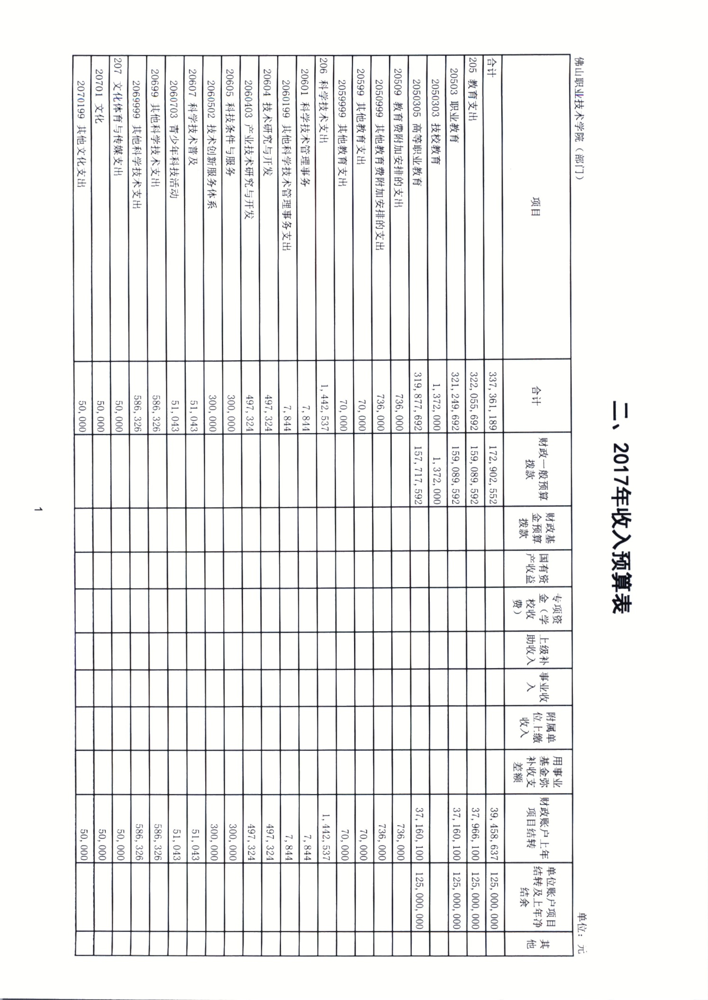 二、2017年收入预算表
佛山职业技术学院（部门） 单位：元
项目 合计 财政一般预算拨款 财政基金预算拨款 国有资产收益 专项资金（学校收费） 上级补助收入 事业收入 附属单位上缴收入 用事业基金弥补收支差额 财政账户上年项目结转 单位账户项目结转及上年净结余 其他
合计 337,361,189 172,902,552 39,458,637 125,000,000
205 教育支出 322,055,692 159,089,592 37,966,100 125,000,000
20503 职业教育 321,249,692 159,089,592 37,160,100 125,000,000
2050303 技校教育 1,372,000 1,372,000
2050305 高等职业教育 319,877,692 157,717,592 37,160,100 125,000,000
20509 教育费附加安排的支出 736,000 736,000
2050999 其他教育费附加安排的支出 736,000 736,000
20599 其他教育支出 70,000 70,000
2059999 其他教育支出 70,000 70,000
206 科学技术支出 1,442,537 1,442,537
20601 科学技术管理事务 7,844 7,844
2060199 其他科学技术管理事务支出 7,844 7,844
20604 技术研究与开发 497,324 497,324
2060403 产业技术研究与开发 497,324 497,324
20605 科技条件与服务 300,000 300,000
2060502 技术创新服务体系 300,000 300,000
20607 科学技术普及 51,043 51,043
2060703 青少年科技活动 51,043 51,043
20699 其他科学技术支出 586,326 586,326
2069999 其他科学技术支出 586,326 586,326
207 文化体育与传媒支出 50,000 50,000
20701 文化 50,000 50,000
2070199 其他文化支出 50,000 50,000
1